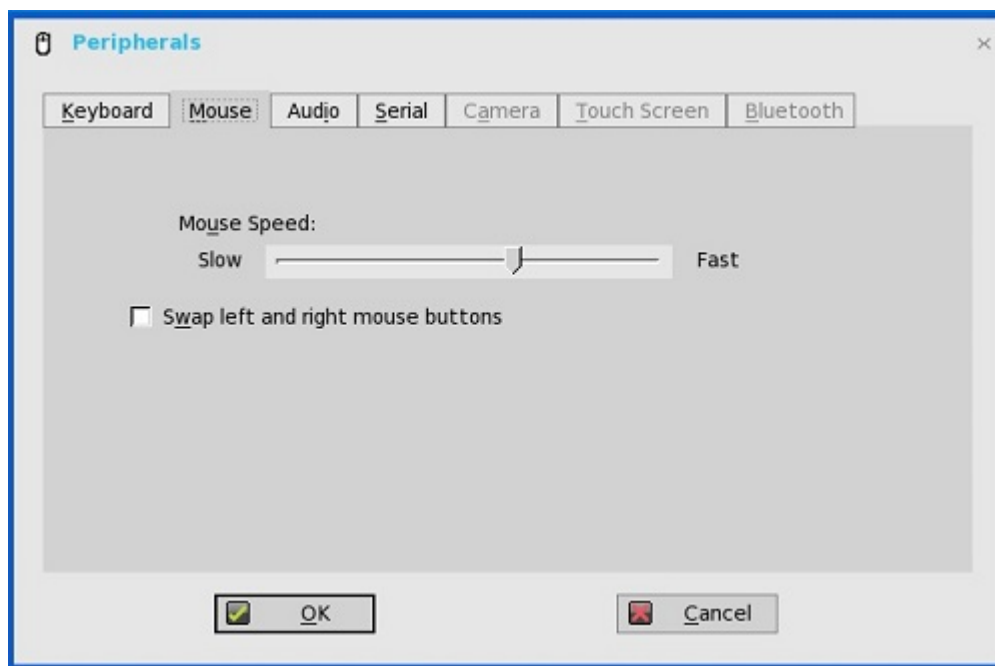 Peripherals
Keyboard Mouse Audio Serial Camera Touch Screen Bluetooth
Mouse Speed:
Slow Fast
Swap left and right mouse buttons
OK Cancel